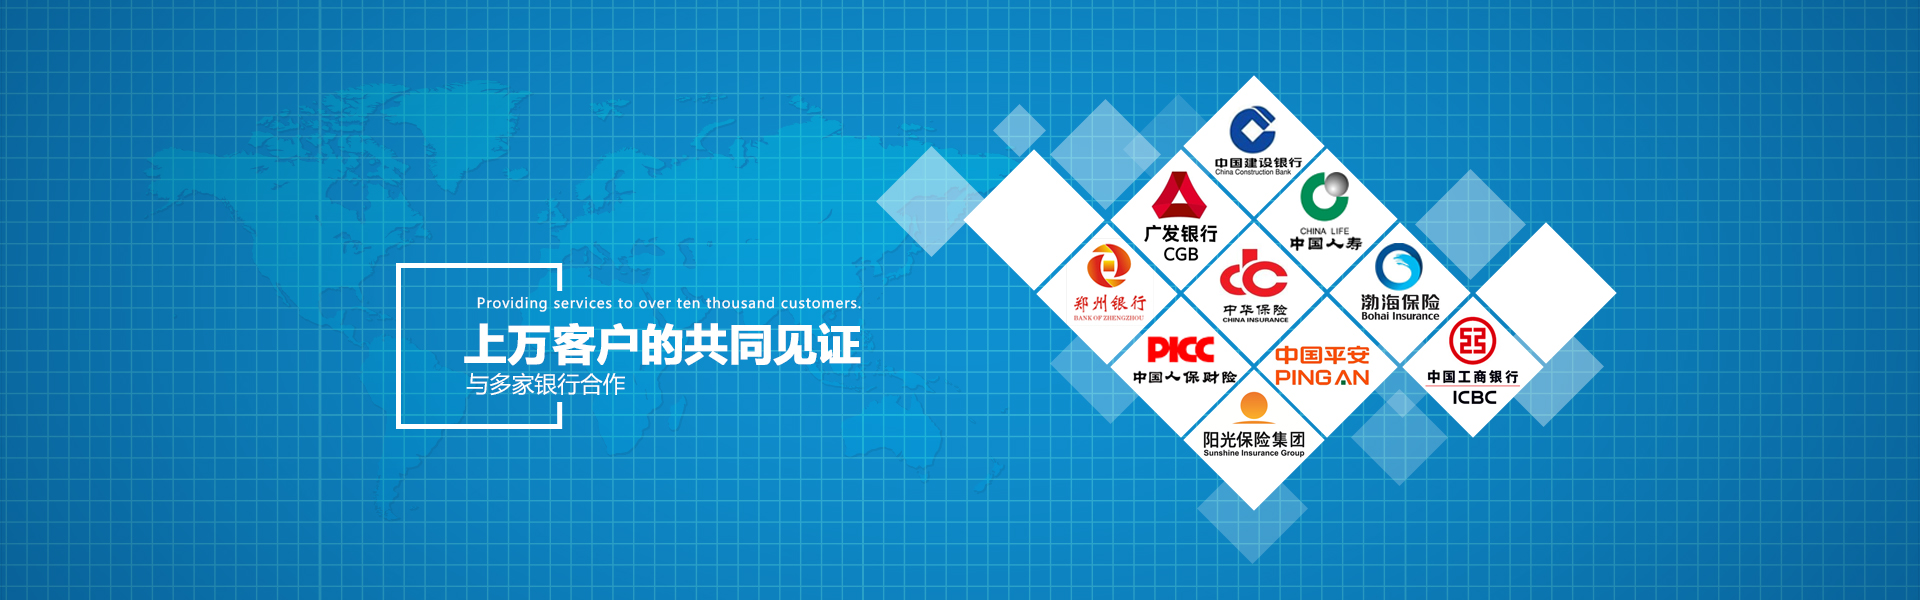 Providing services to over ten thousand customers.
上万客户的共同见证
与多家银行合作
中国建设银行
China Construction Bank
广发银行
CGB
CHINA LIFE
中国人寿
郑州银行
BANK OF ZHENGZHOU
中华保险
CHINA INSURANCE
渤海保险
Bohai Insurance
PICC
中国人保财险
中国平安
PING AN
中国工商银行
ICBC
阳光保险集团
Sunshine Insurance Group